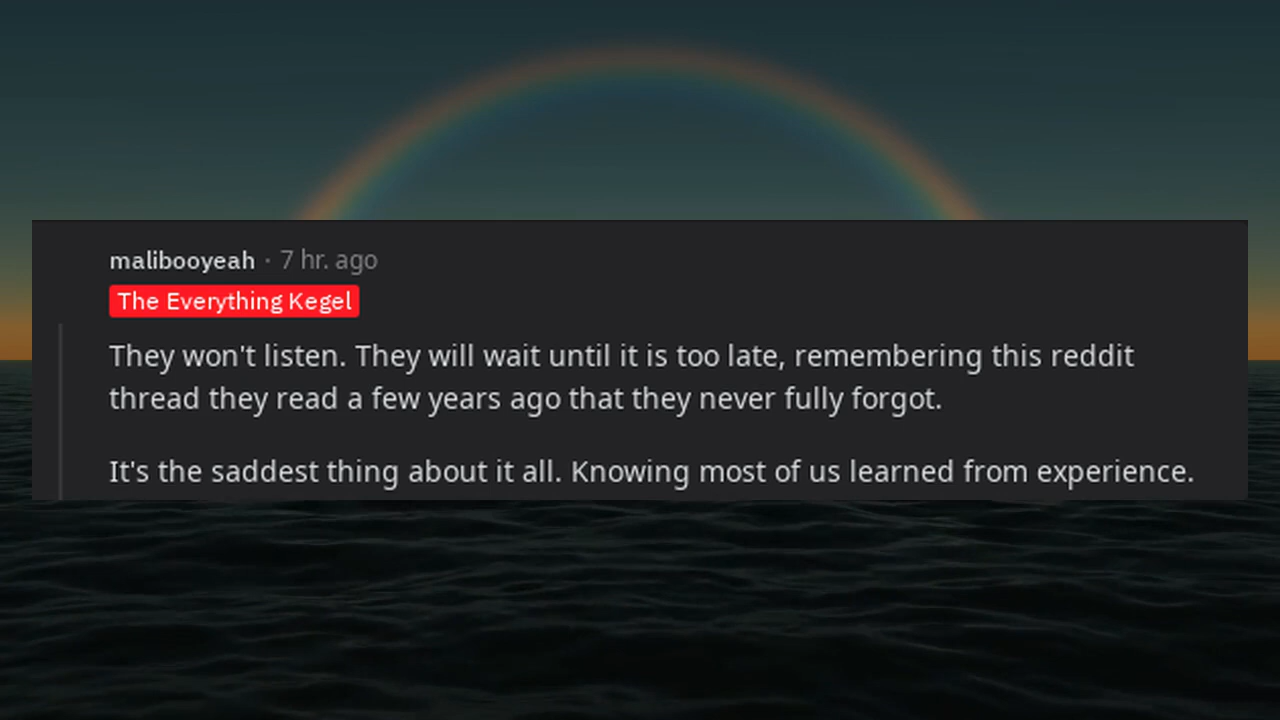 malibooyeah · 7 hr. ago
The Everything Kegel
They won't listen. They will wait until it is too late, remembering this reddit
thread they read a few years ago that they never fully forgot.
It's the saddest thing about it all. Knowing most of us learned from experience.